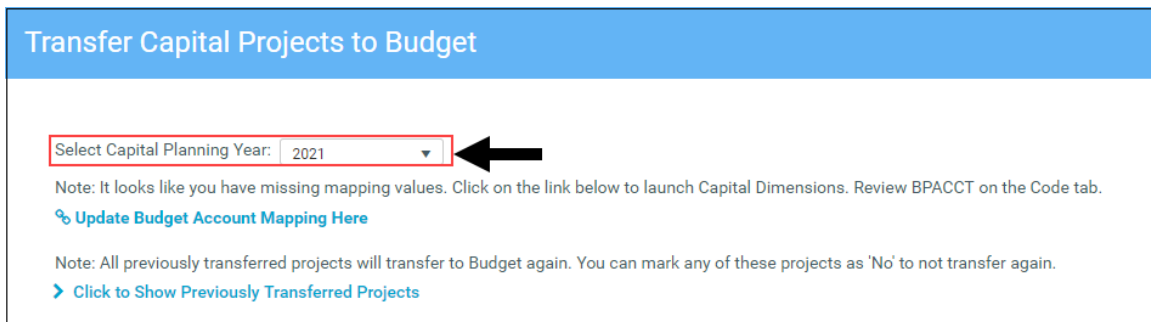 Transfer Capital Projects to Budget
Select Capital Planning Year: 2021
Note: It looks like you have missing mapping values. Click on the link below to launch Capital Dimensions. Review BPACCT on the Code tab.
Update Budget Account Mapping Here
Note: All previously transferred projects will transfer to Budget again. You can mark any of these projects as 'No' to not transfer again.
Click to Show Previously Transferred Projects